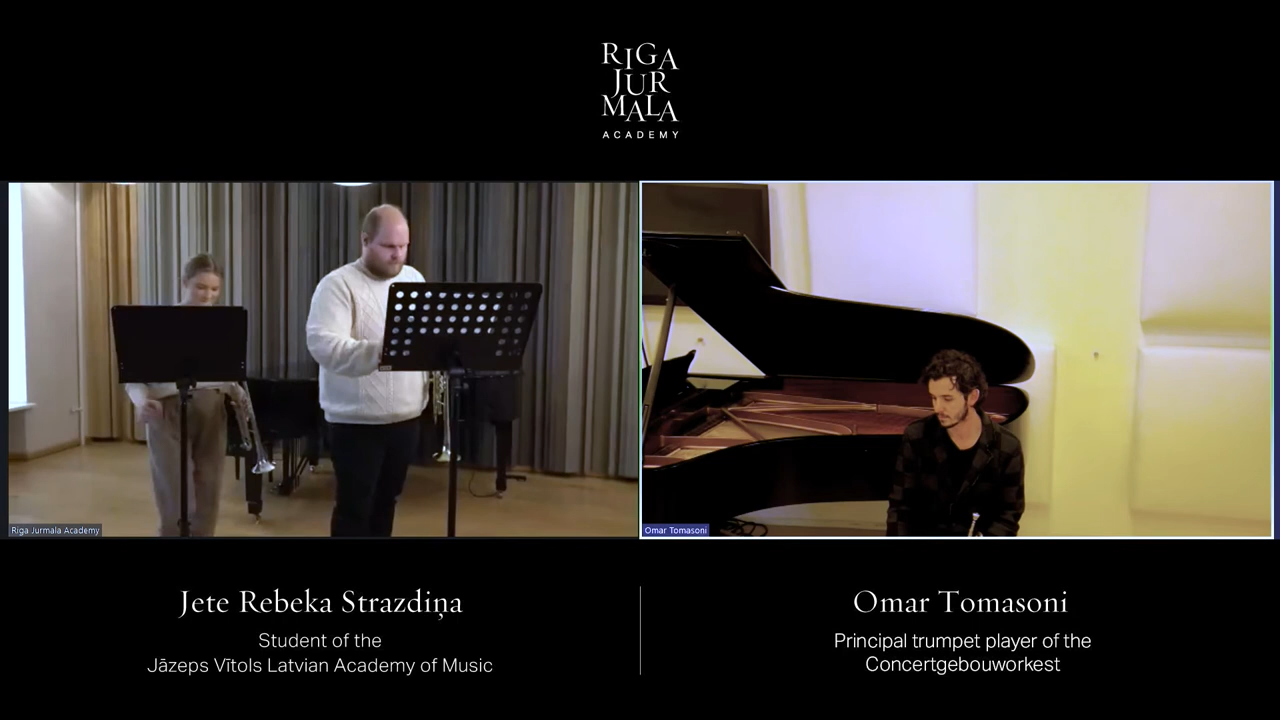 RIGA
JUR
MALA
ACADEMY
Riga Jurmala Academy
Omar Tomasoni
Jete Rebeka Strazdiņa
Student of the
Jāzeps Vītols Latvian Academy of Music
Omar Tomasoni
Principal trumpet player of the
Concertgebouworkest